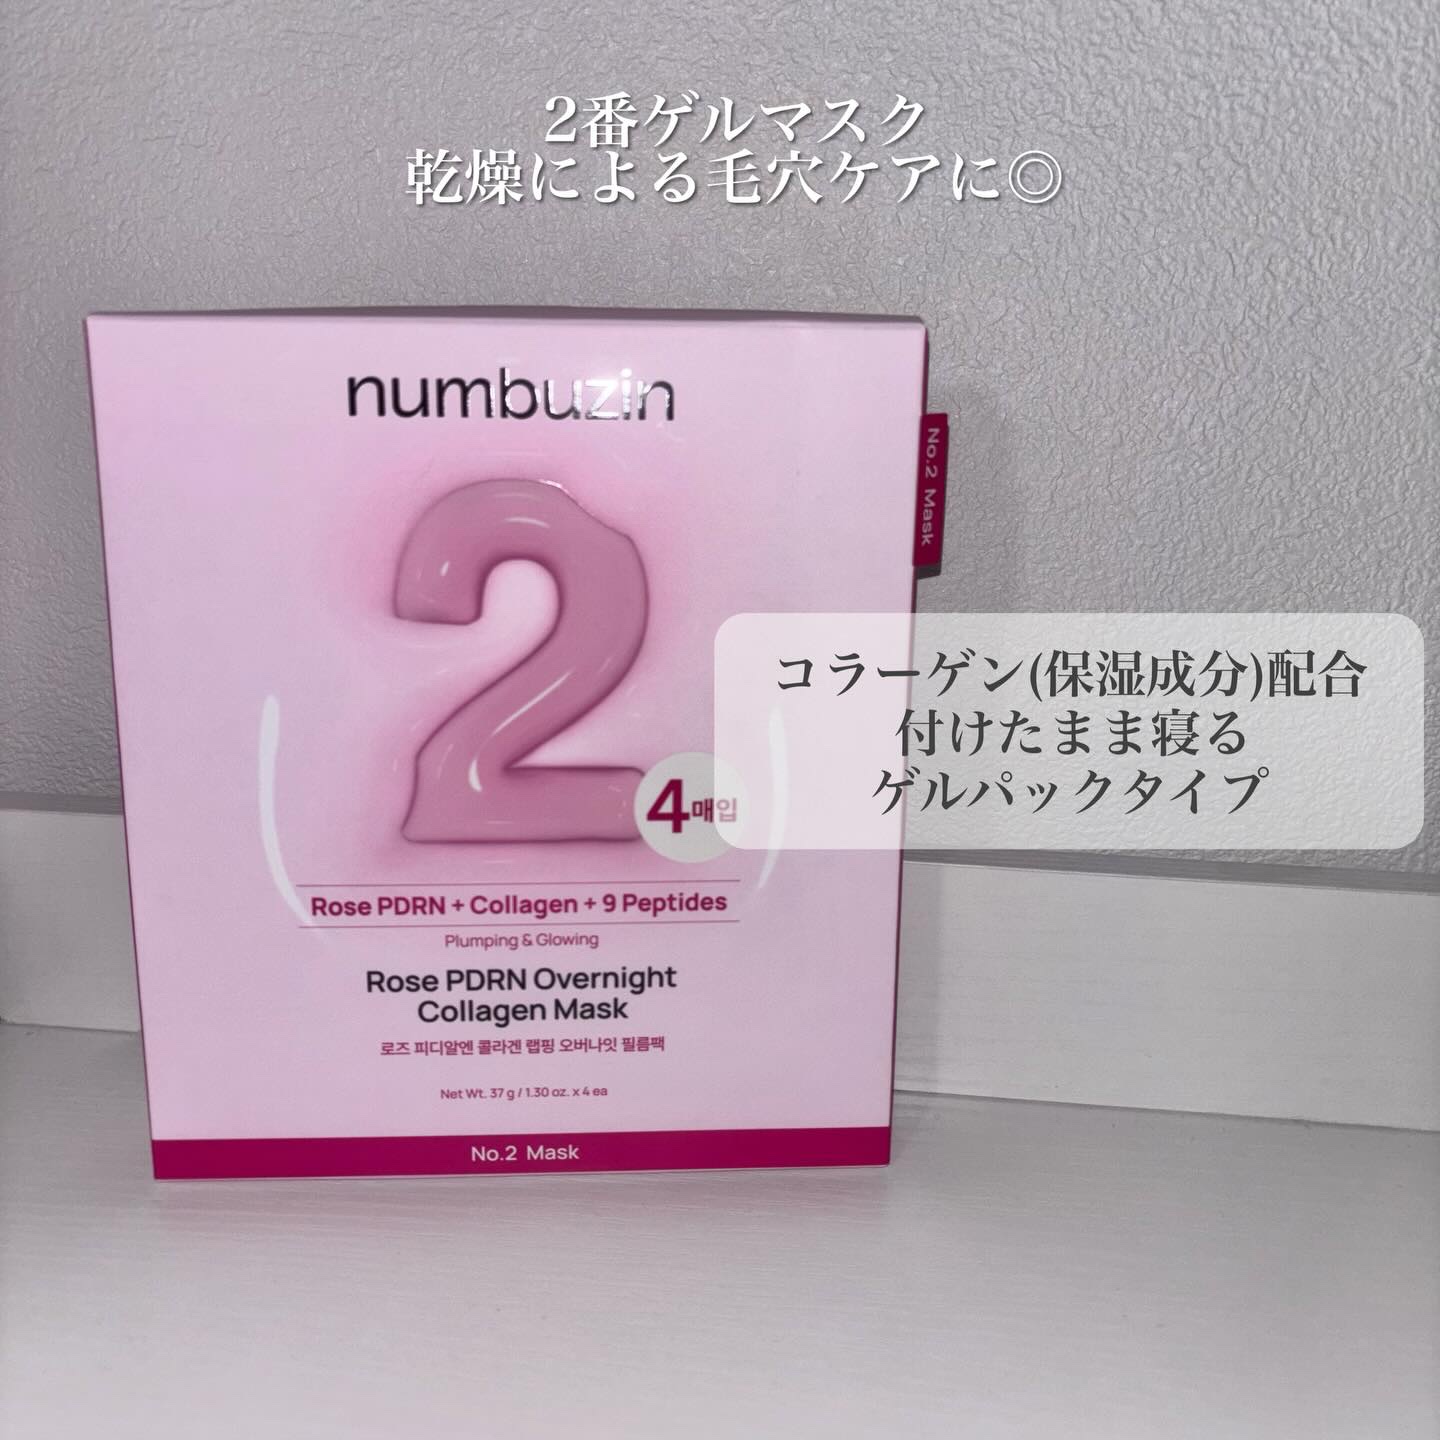 2番ゲルマスク
乾燥による毛穴ケアに◎
numbuzin
No.2 Mask
2
コラーゲン(保湿成分)配合
付けたまま寝る
ゲルパックタイプ
4매입
Rose PDRN + Collagen + 9 Peptides
Plumping & Glowing
Rose PDRN Overnight
Collagen Mask
로즈 피디알엔 콜라겐 랩핑 오버나잇 필름팩
Net Wt. 37 g / 1.30 oz. x 4 ea
No.2 Mask